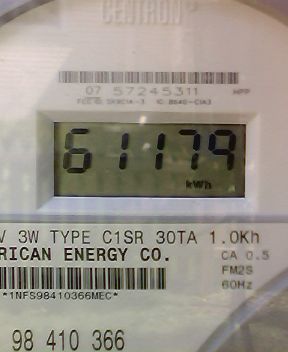 CENTRON
07 57245311 MPP
61179
kWh
V 3W TYPE C1SR 30TA 1.0Kh
RICAN ENERGY CO. CA 0.5
FM2S
60Hz
*1NFS98410366MEC*
98 410 366